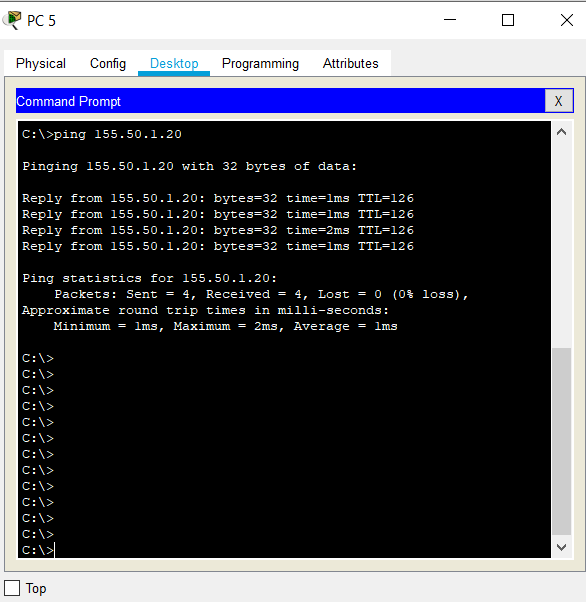 PC 5
Physical Config Desktop Programming Attributes
Command Prompt X
C:\>ping 155.50.1.20
Pinging 155.50.1.20 with 32 bytes of data:
Reply from 155.50.1.20: bytes=32 time=1ms TTL=126
Reply from 155.50.1.20: bytes=32 time=1ms TTL=126
Reply from 155.50.1.20: bytes=32 time=2ms TTL=126
Reply from 155.50.1.20: bytes=32 time=1ms TTL=126
Ping statistics for 155.50.1.20:
    Packets: Sent = 4, Received = 4, Lost = 0 (0% loss),
Approximate round trip times in milli-seconds:
    Minimum = 1ms, Maximum = 2ms, Average = 1ms
C:\>
C:\>
C:\>
C:\>
C:\>
C:\>
C:\>
C:\>
C:\>
C:\>
C:\>
C:\>
C:\>
Top